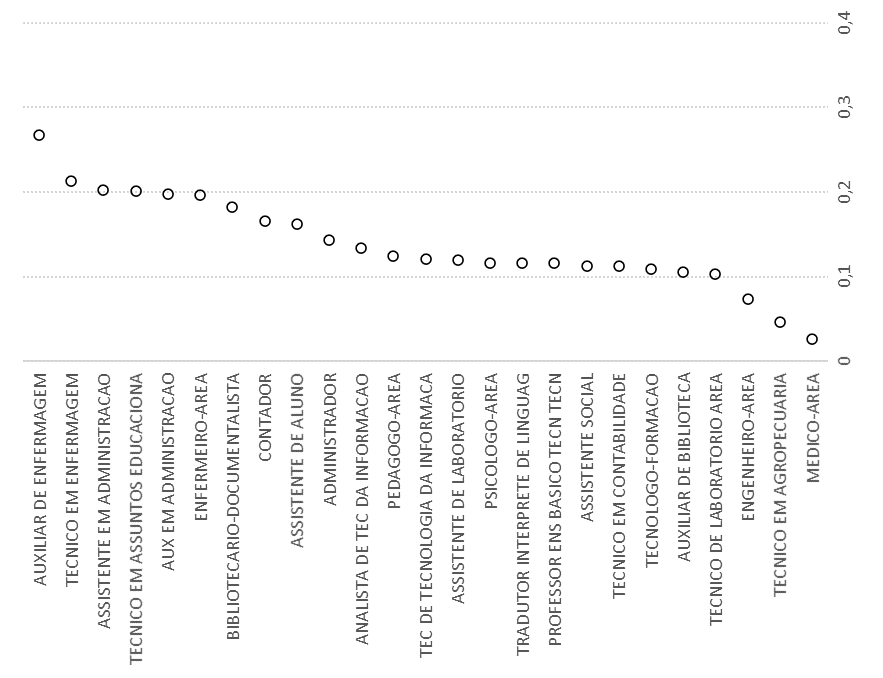 0,4
0,3
0,2
0,1
0
AUXILIAR DE ENFERMAGEM
TECNICO EM ENFERMAGEM
ASSISTENTE EM ADMINISTRACAO
TECNICO EM ASSUNTOS EDUCACIONA
AUX EM ADMINISTRACAO
ENFERMEIRO-AREA
BIBLIOTECARIO-DOCUMENTALISTA
CONTADOR
ASSISTENTE DE ALUNO
ADMINISTRADOR
ANALISTA DE TEC DA INFORMACAO
PEDAGOGO-AREA
TEC DE TECNOLOGIA DA INFORMACA
ASSISTENTE DE LABORATORIO
PSICOLOGO-AREA
TRADUTOR INTERPRETE DE LINGUAG
PROFESSOR ENS BASICO TECN TECN
ASSISTENTE SOCIAL
TECNICO EM CONTABILIDADE
TECNOLOGO-FORMACAO
AUXILIAR DE BIBLIOTECA
TECNICO DE LABORATORIO AREA
ENGENHEIRO-AREA
TECNICO EM AGROPECUARIA
MEDICO-AREA